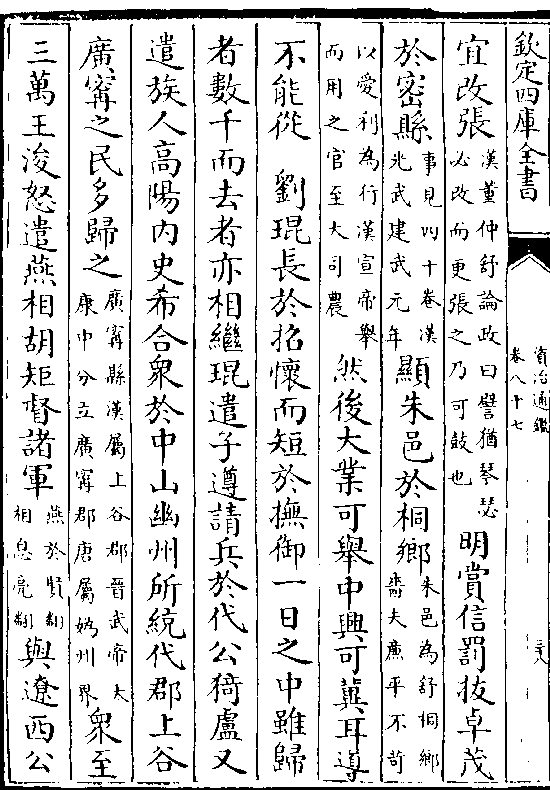 欽定四庫全書
資治通鑑
卷八十七
宜改張漢董仲舒論政曰譬猶琴瑟必改而更張之乃可鼓也明賞信罰拔卓茂
於密縣事見四十卷漢光武建武元年顯朱邑於桐鄉朱邑為舒桐鄉嗇夫廉平不苛
以愛利為行漢宣帝舉而用之官至大司農然後大業可舉中興可冀耳導
不能從　劉琨長於招懷而短於撫御一日之中雖歸
者數千而去者亦相繼琨遣子遵請兵於代公猗盧又
遣族人高陽内史希合衆於中山幽州所統代郡上谷
廣寗之民多歸之廣寗縣漢屬上谷郡晉武帝太康中分立廣寗郡唐屬媯州界衆至
三萬王浚怒遣燕相胡矩督諸軍燕於賢翻相息亮翻與遼西公